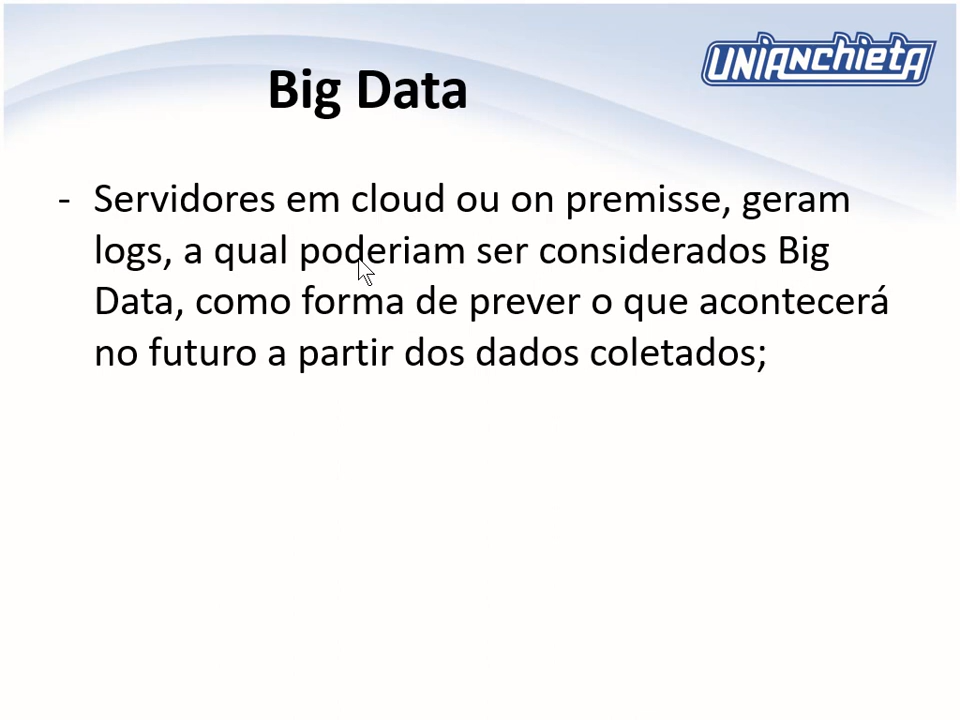 UNIANCHIETA
Big Data
- Servidores em cloud ou on premisse, geram
logs, a qual poderiam ser considerados Big
Data, como forma de prever o que acontecerá
no futuro a partir dos dados coletados;